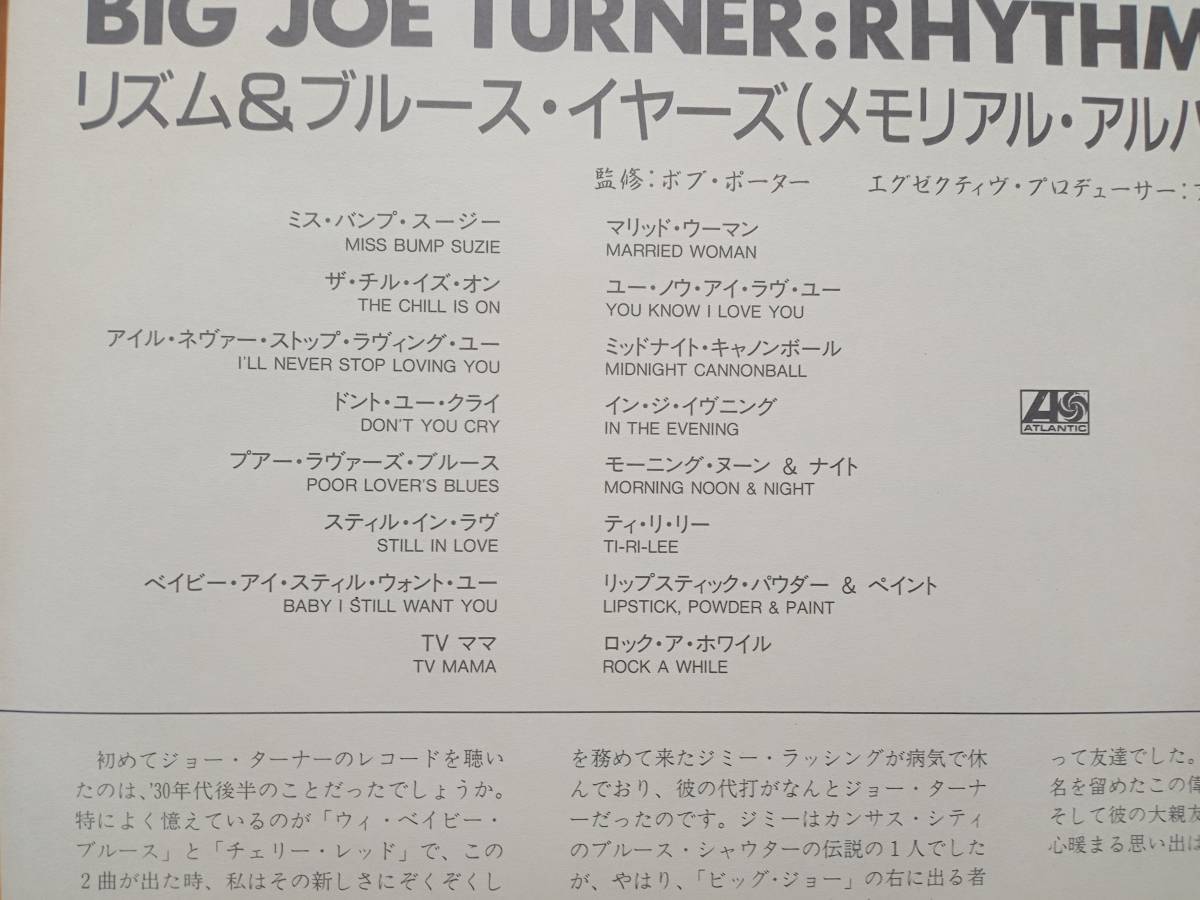 BIG JOE TURNER:RHYTHM
リズム&ブルース・イヤーズ(メモリアル・アルバ
監修:ボブ・ポーター エグゼクティヴ・プロデューサー:
ミス・バンプ・スージー
MISS BUMP SUZIE
ザ・チル・イズ・オン
THE CHILL IS ON
アイル・ネヴァー・ストップ・ラヴィング・ユー
I'LL NEVER STOP LOVING YOU
ドント・ユー・クライ
DON'T YOU CRY
プアー・ラヴァーズ・ブルース
POOR LOVER'S BLUES
スティル・イン・ラヴ
STILL IN LOVE
ベイビー・アイ・スティル・ウォント・ユー
BABY I STILL WANT YOU
TV ママ
TV MAMA
マリッド・ウーマン
MARRIED WOMAN
ユー・ノウ・アイ・ラヴ・ユー
YOU KNOW I LOVE YOU
ミッドナイト・キャノンボール
MIDNIGHT CANNONBALL
イン・ジ・イヴニング
IN THE EVENING
モーニング・ヌーン & ナイト
MORNING NOON & NIGHT
ティ・リ・リー
TI-RI-LEE
リップスティック・パウダー & ペイント
LIPSTICK, POWDER & PAINT
ロック・ア・ホワイル
ROCK A WHILE
ATLANTIC
初めてジョー・ターナーのレコードを聴い
たのは、'30年代後半のことだったでしょうか。
特によく憶えているのが「ウィ・ベイビー・
ブルース」と「チェリー・レッド」で、この
2曲が出た時、私はその新しさにぞくぞくし
を務めて来たジミー・ラッシングが病気で休
んでおり、彼の代打がなんとジョー・ターナ
ーだったのです。ジミーはカンサス・シティ
のブルース・シャウターの伝説の1人でした
が、やはり、「ビッグ・ジョー」の右に出る者
って友達でした。
名を留めたこの偉
そして彼の大親友
心暖まる思い出は